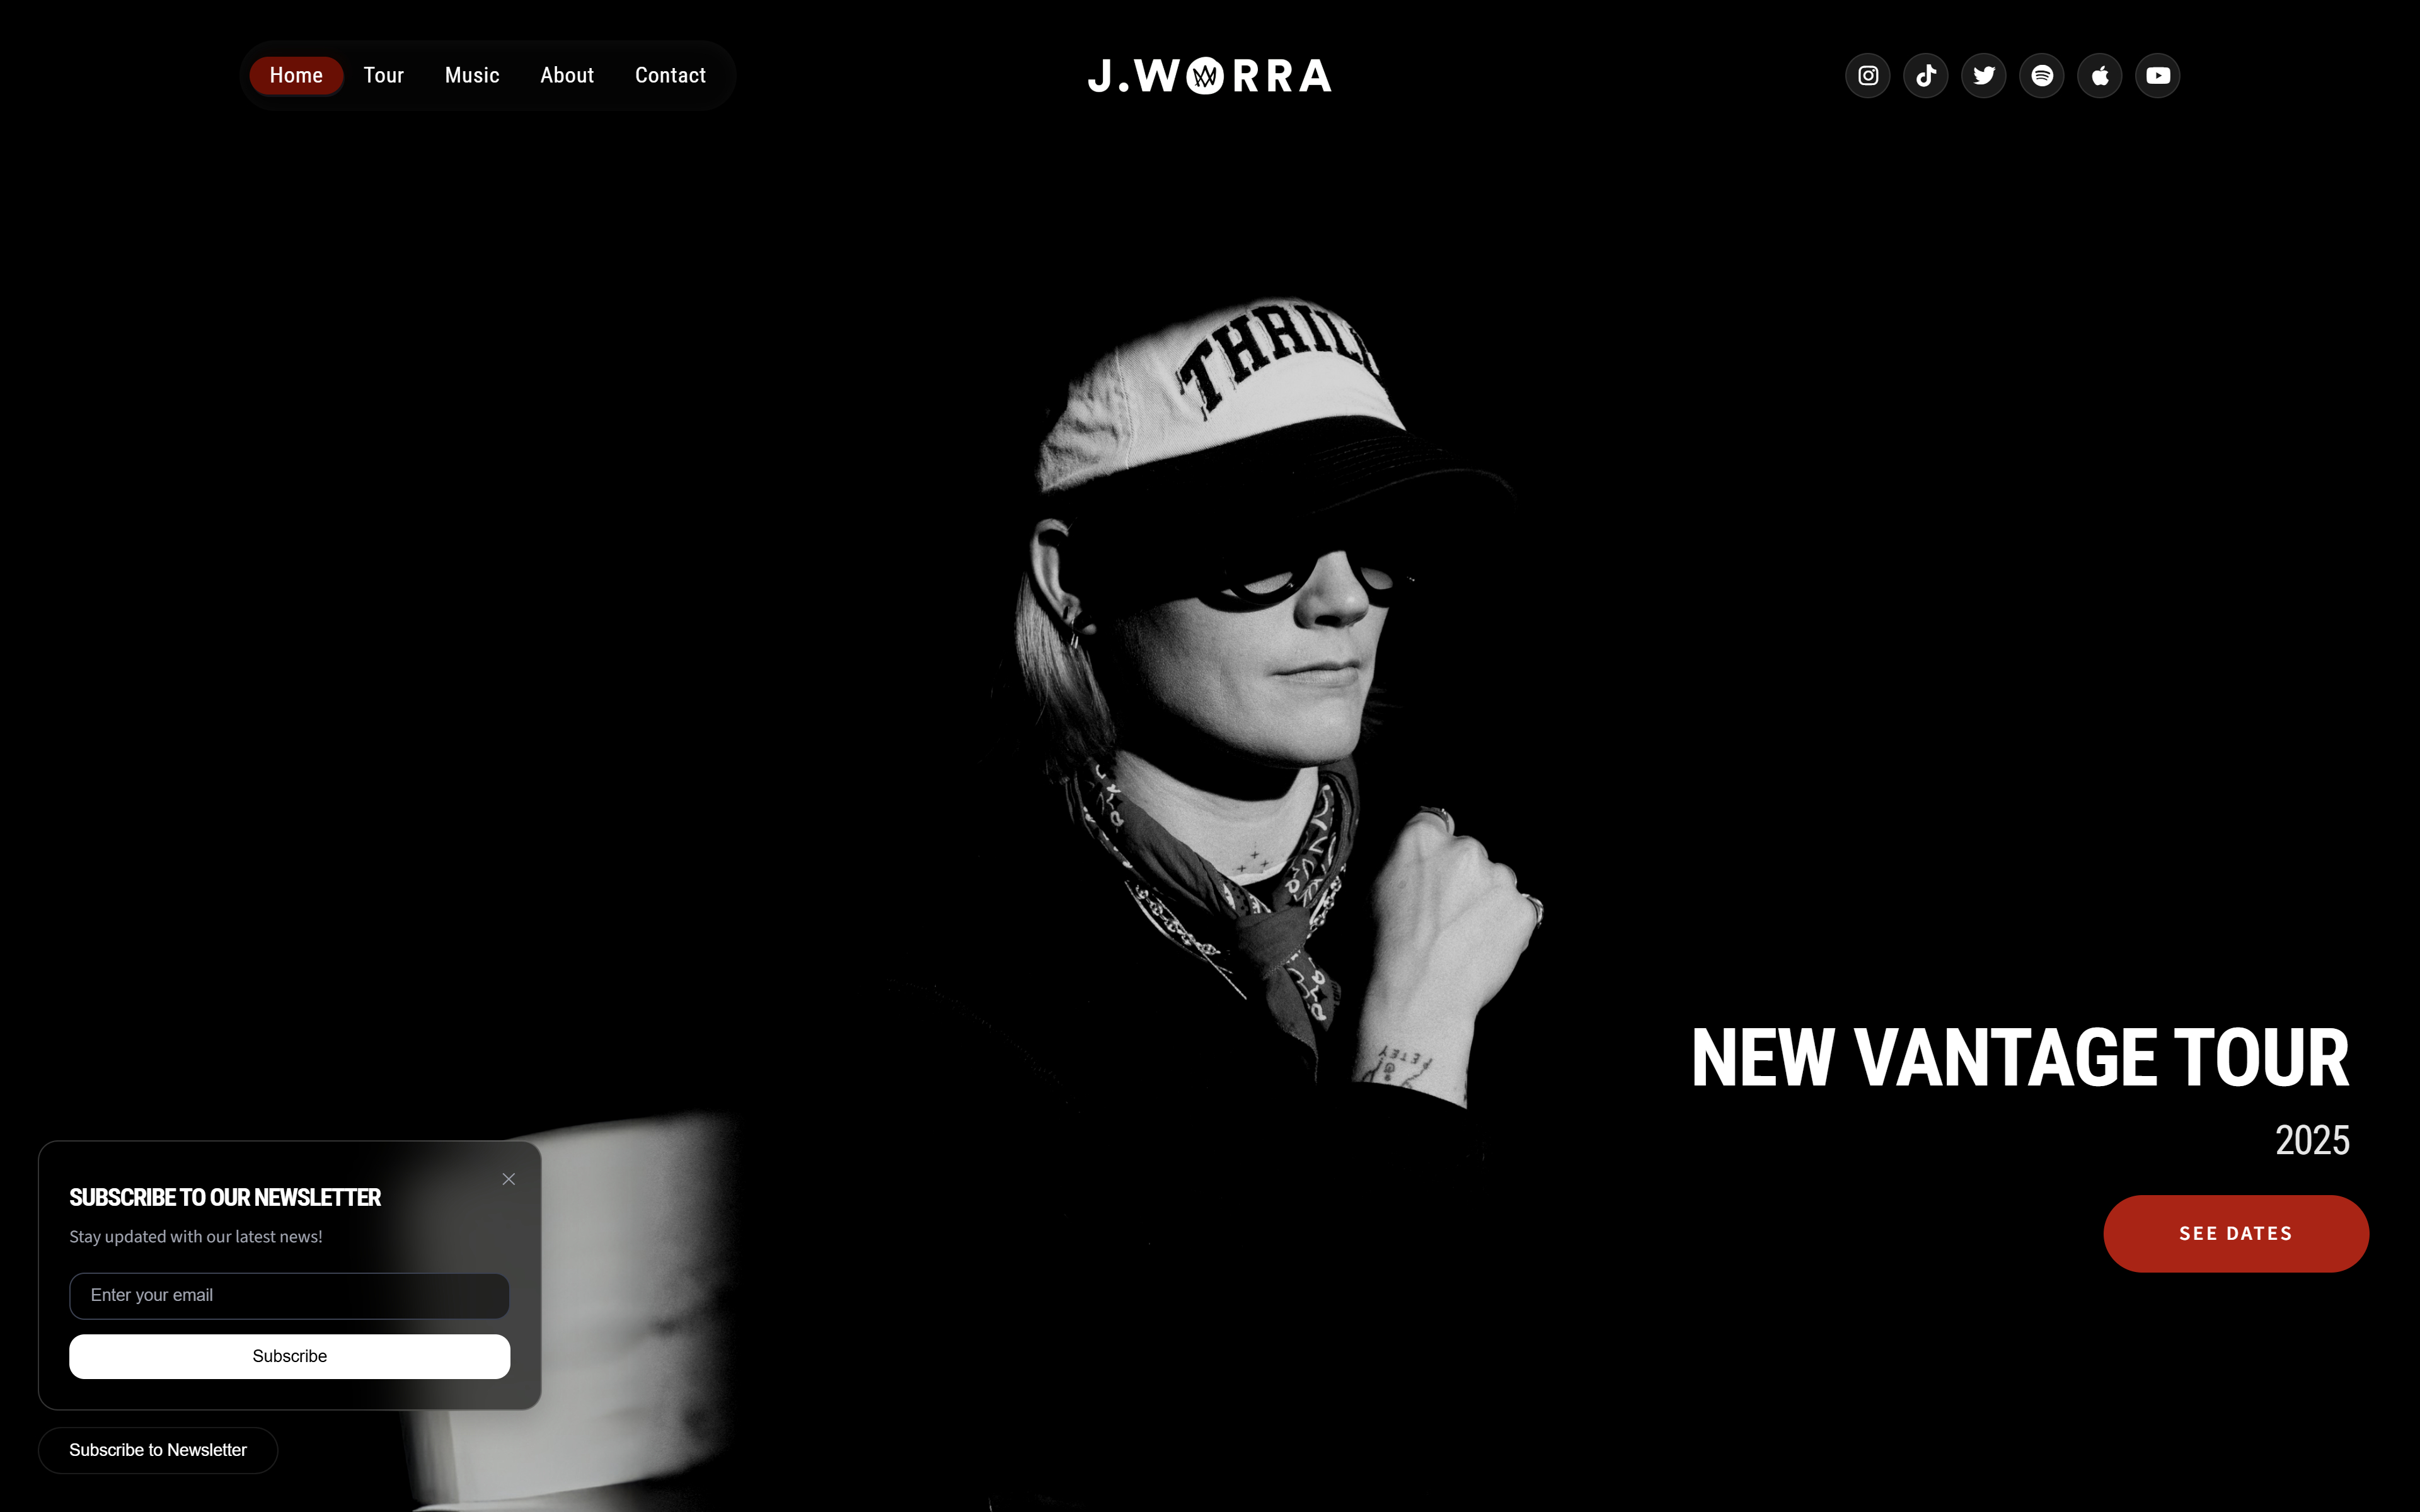 Home Tour Music About Contact
J.WORRA
THRILL
NEW VANTAGE TOUR
2025
SEE DATES
SUBSCRIBE TO OUR NEWSLETTER
Stay updated with our latest news!
Enter your email
Subscribe
Subscribe to Newsletter
PETEY